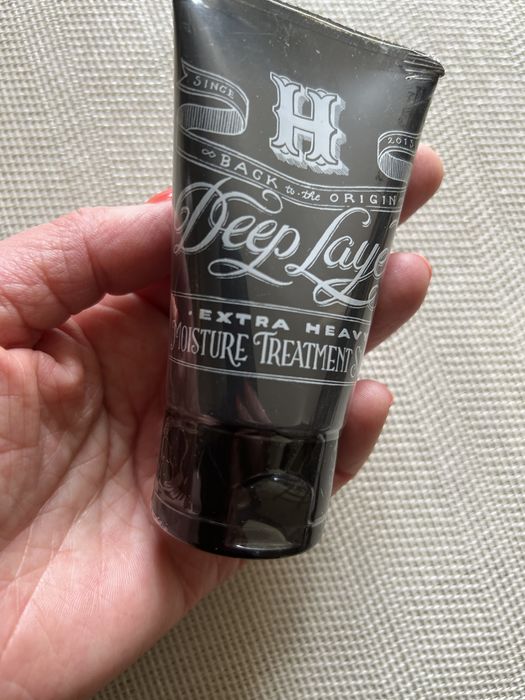 SINCE
H
2013
BACK to the ORIGIN
Deep Laye
EXTRA HEAV
MOISTURE TREATMENT S